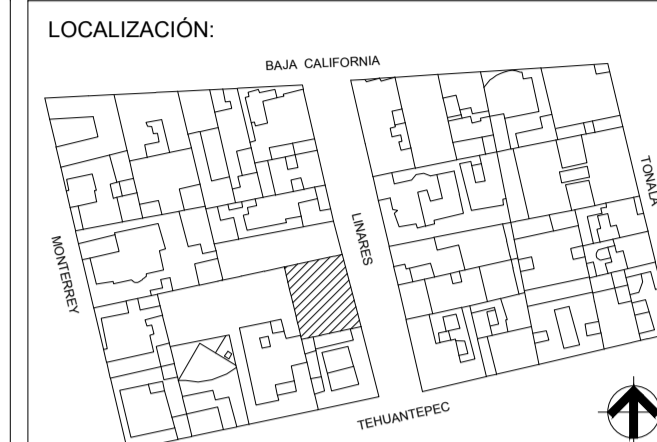 LOCALIZACIÓN:
BAJA CALIFORNIA
MONTERREY
LINARES
TONALA
TEHUANTEPEC